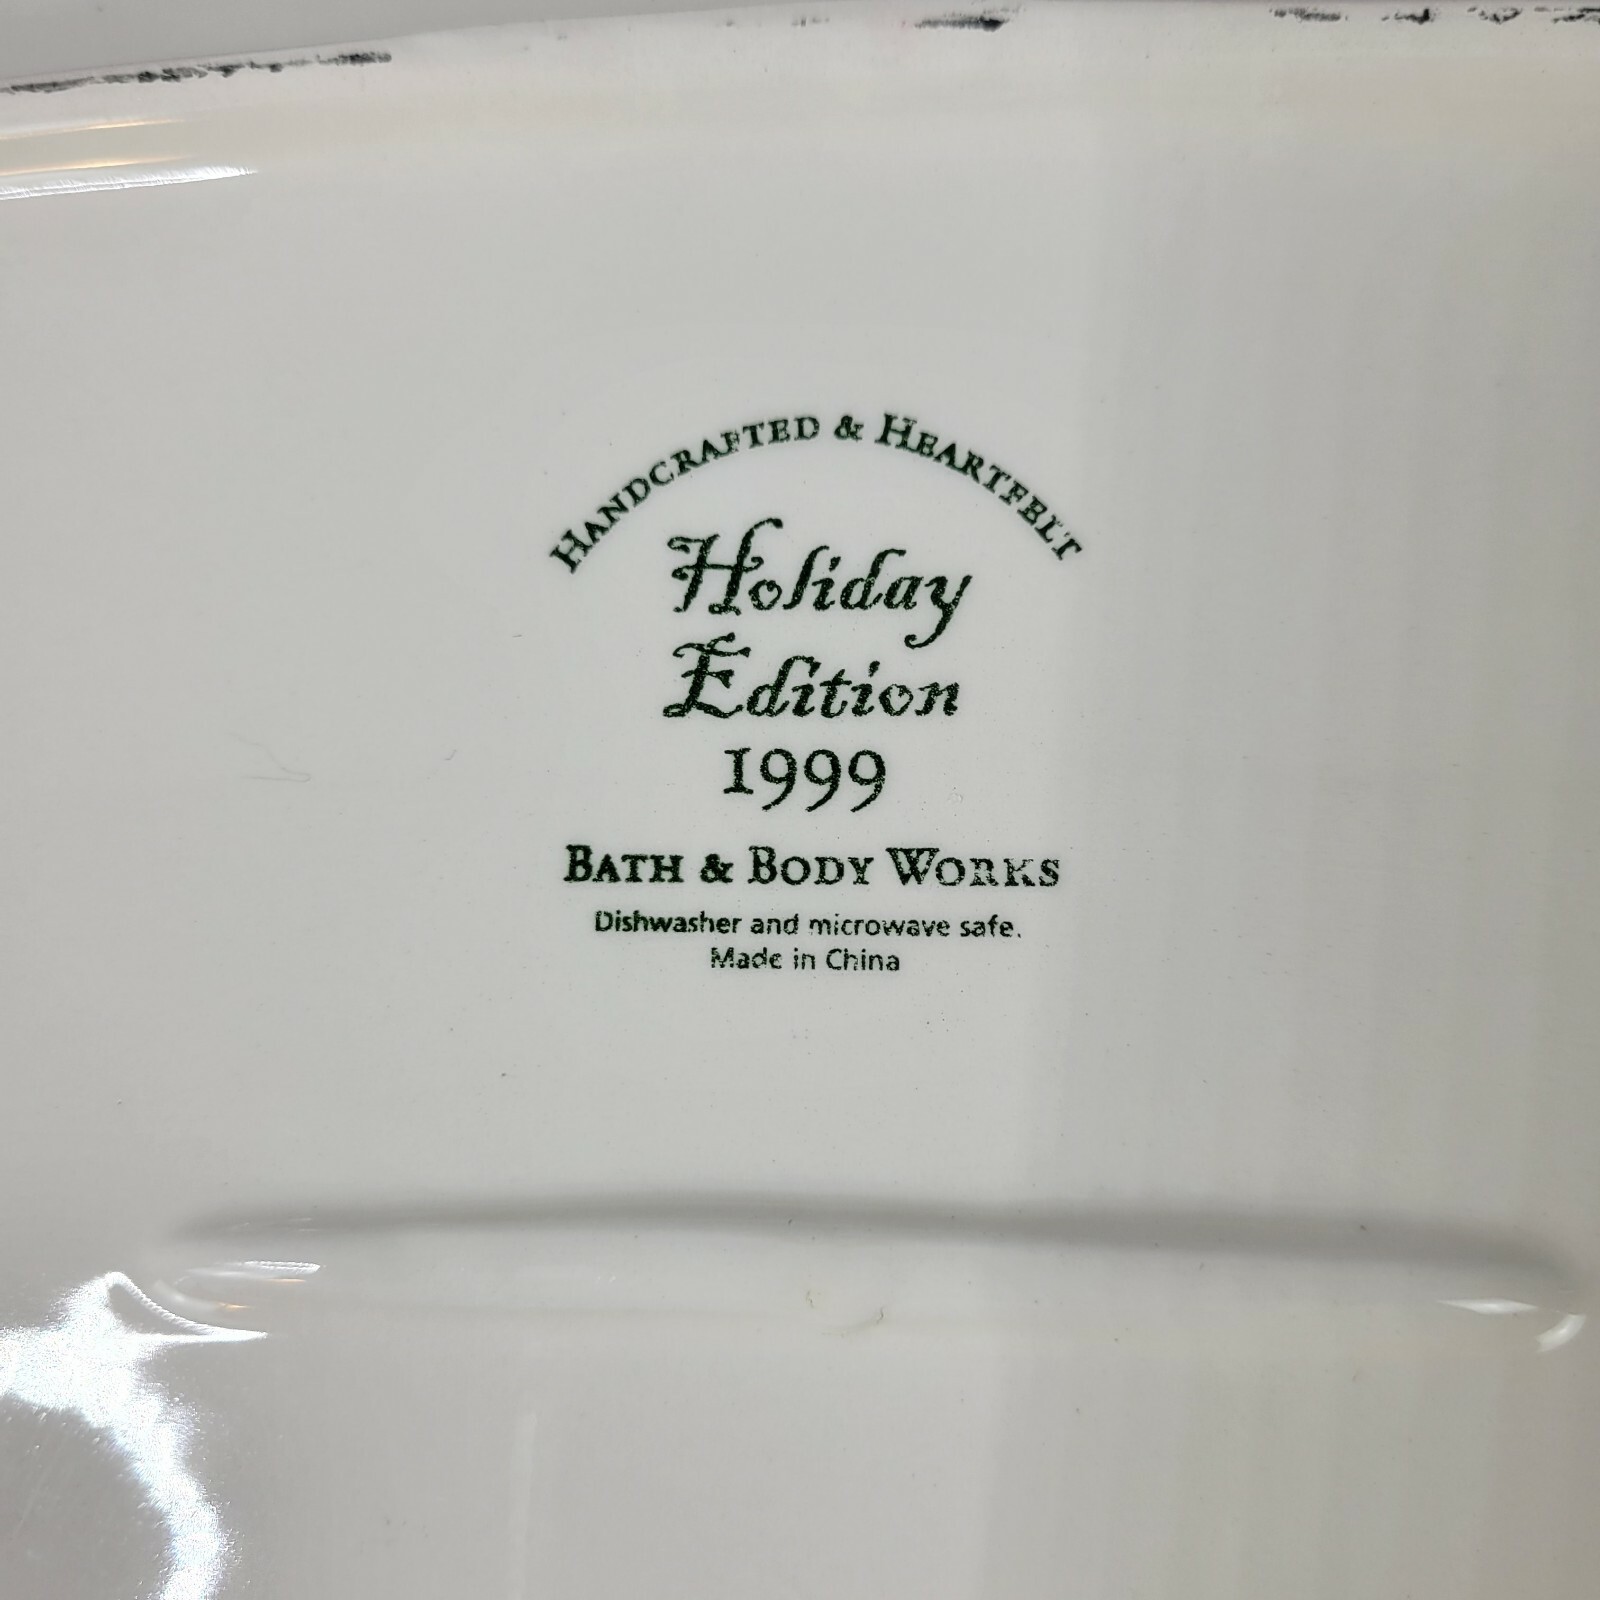 HANDCRAFTED & HEARTFELT
Holiday
Edition
1999
BATH & BODY WORKS
Dishwasher and microwave safe.
Made in China